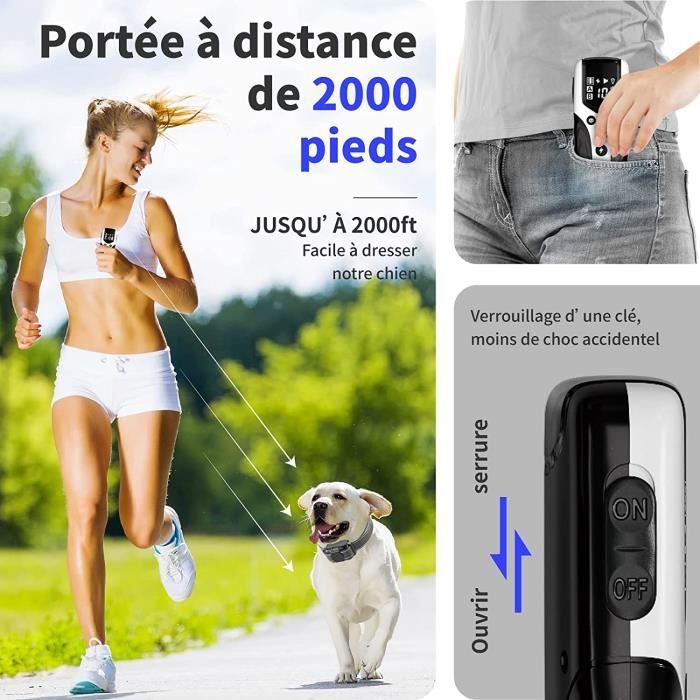 Portée à distance
de 2000
pieds
JUSQU' À 2000ft
Facile à dresser
notre chien
Verrouillage d' une clé,
moins de choc accidentel
serrure
Ouvrir
ON
OFF